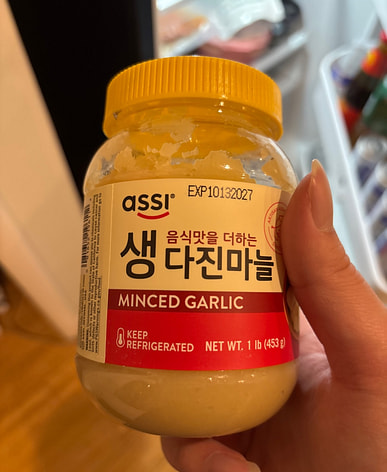 EXP10132027
assi®
음식맛을 더하는
생 다진마늘
MINCED GARLIC
KEEP
REFRIGERATED
NET WT. 1 lb (453 g)